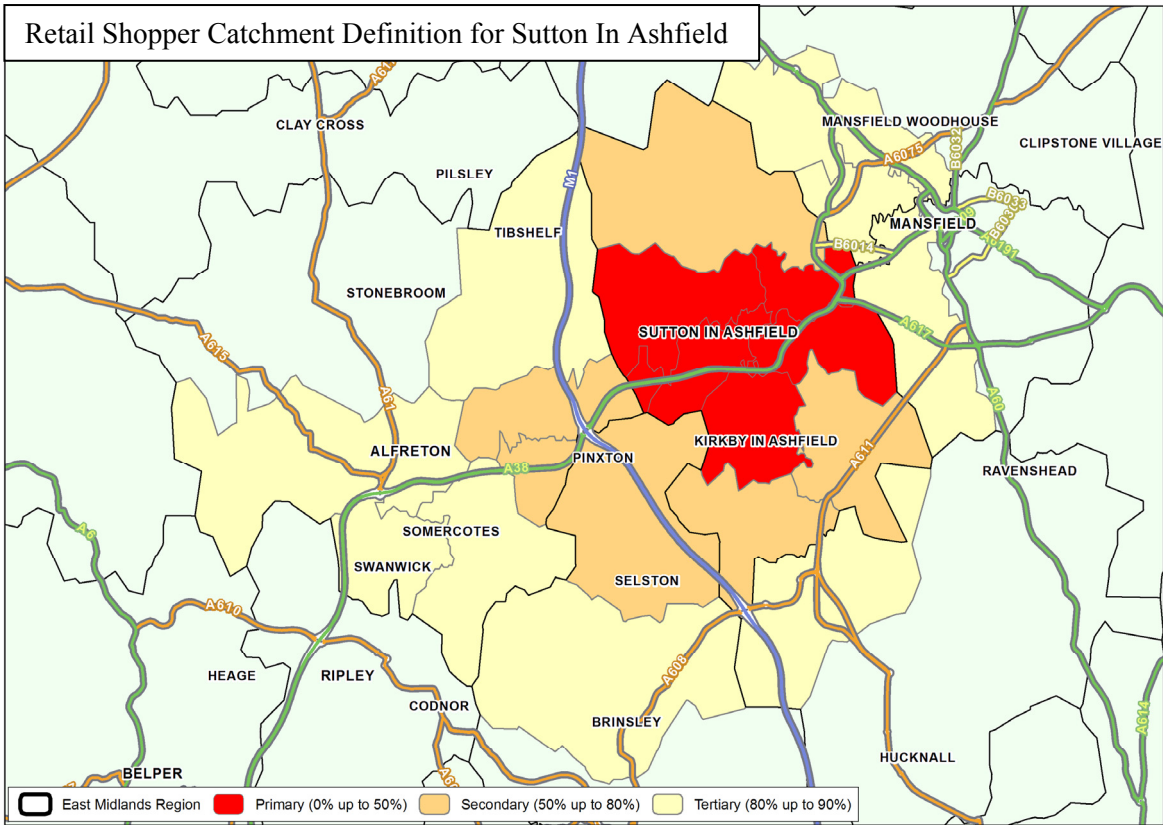 Retail Shopper Catchment Definition for Sutton In Ashfield
CLAY CROSS
MANSFIELD WOODHOUSE
B6032
A6075
CLIPSTONE VILLAGE
PILSLEY
M1
B6033
TIBSHELF
MANSFIELD
B6014
A6191
STONEBROOM
SUTTON IN ASHFIELD
A617
A615
A61
A60
KIRKBY IN ASHFIELD
ALFRETON
PINXTON
A611
A38
RAVENSHEAD
A6
SOMERCOTES
SWANWICK
SELSTON
A610
HEAGE
RIPLEY
A608
CODNOR
BRINSLEY
A614
HUCKNALL
BELPER
East Midlands Region Primary (0% up to 50%) Secondary (50% up to 80%) Tertiary (80% up to 90%)